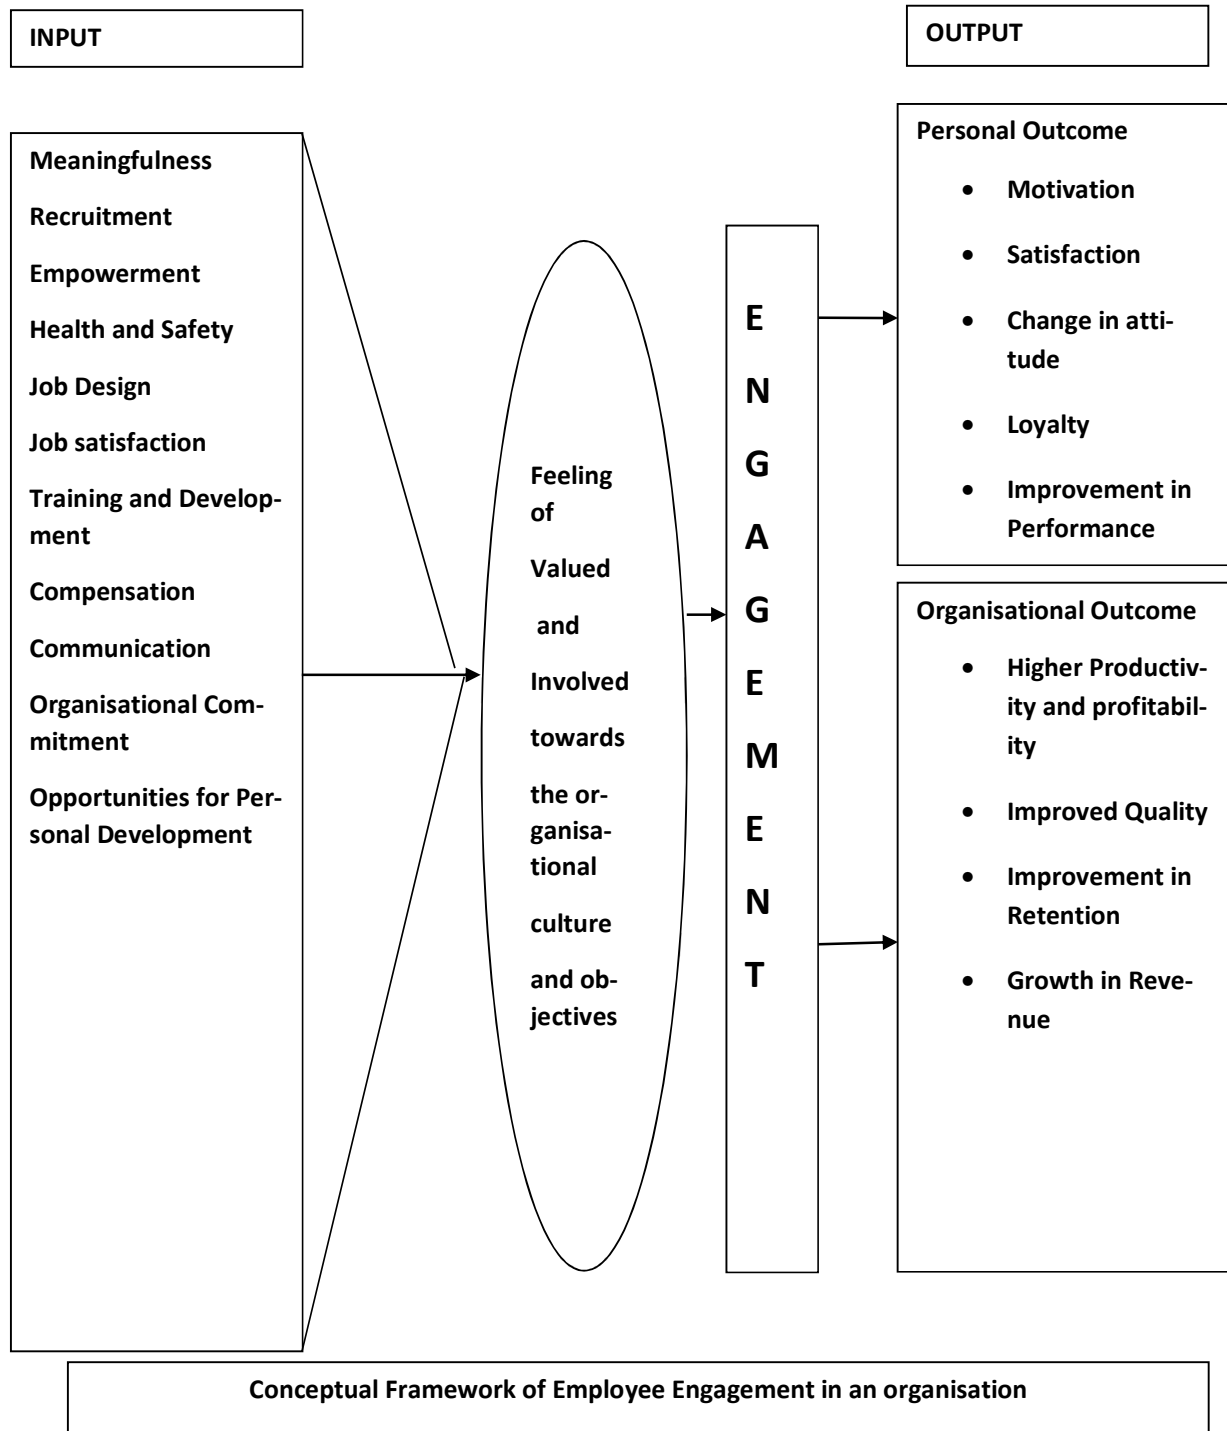 INPUT
OUTPUT
Meaningfulness
Recruitment
Empowerment
Health and Safety
Job Design
Job satisfaction
Training and Develop-
ment
Compensation
Communication
Organisational Com-
mitment
Opportunities for Per-
sonal Development
Feeling
of
Valued
and
Involved
towards
the or-
ganisa-
tional
culture
and ob-
jectives
E
N
G
A
G
E
M
E
N
T
Personal Outcome
• Motivation
• Satisfaction
• Change in atti-
tude
• Loyalty
• Improvement in
Performance
Organisational Outcome
• Higher Productiv-
ity and profitabil-
ity
• Improved Quality
• Improvement in
Retention
• Growth in Reve-
nue
Conceptual Framework of Employee Engagement in an organisation